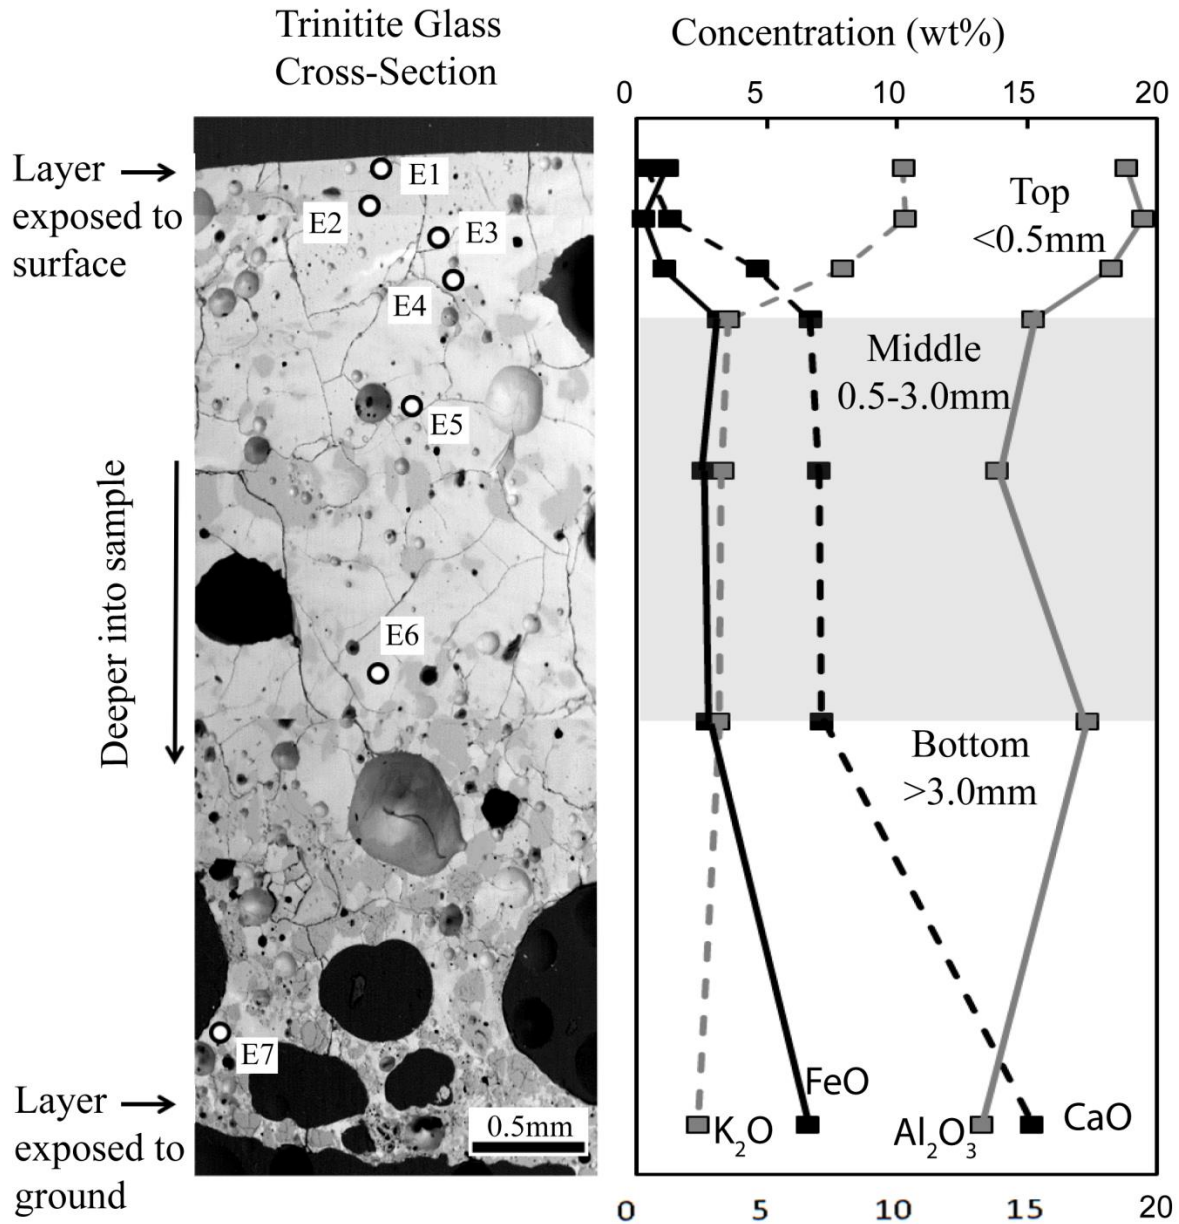 Trinitite Glass
Cross-Section
Concentration (wt%)
0 5 10 15 20
Layer
exposed to
surface
E1
E2
E3
E4
E5
E6
E7
Deeper into sample
Layer
exposed to
ground
0.5mm
Top
<0.5mm
Middle
0.5-3.0mm
Bottom
>3.0mm
FeO
K₂O
Al₂O₃
CaO
0 5 10 15 20